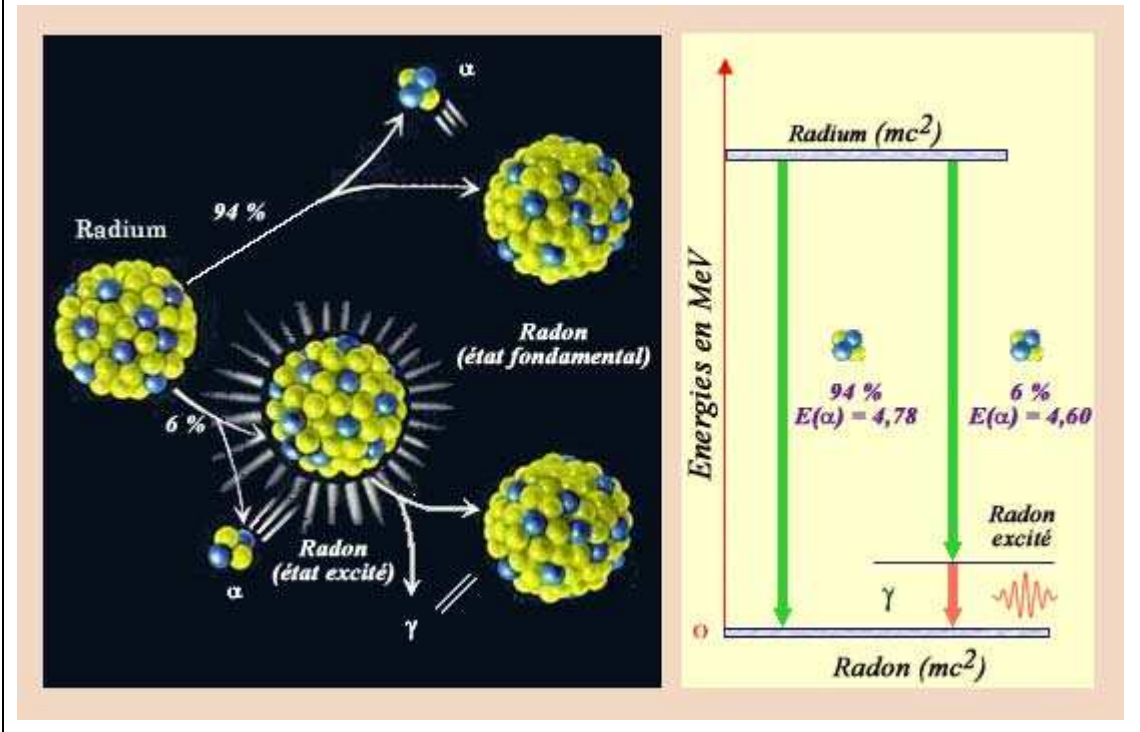 α
94 %
Radium
Radon
(état fondamental)
6 %
Radon
(état excité)
α
γ
Energies en MeV
Radium (mc²)
94 %
E(α) = 4,78
6 %
E(α) = 4,60
Radon
excité
γ
o
Radon (mc²)